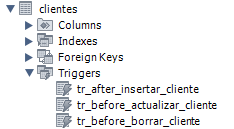 clientes
Columns
Indexes
Foreign Keys
Triggers
tr_after_insertar_cliente
tr_before_actualizar_cliente
tr_before_borrar_cliente